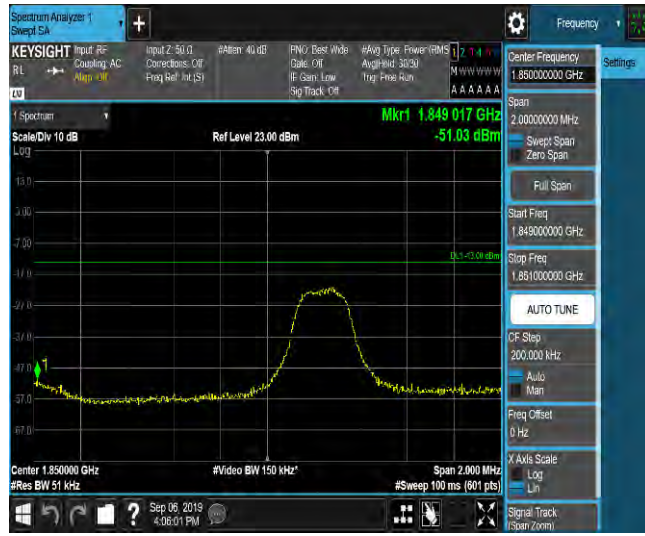 Spectrum Analyzer 1
Swept SA
Frequency
KEYSIGHT
RL
LXI
Input: RF
Coupling: AC
Align: Off
Input Z: 50 Ω
Corrections: Off
Freq Ref: Int (S)
#Atten: 40 dB
PNO: Best Wide
Gate: Off
IF Gain: Low
Sig Track: Off
#Avg Type: Power (RMS
Avg|Hold: 30/30
Trig: Free Run
M W W W W W
A A A A A A
1 Spectrum
Scale/Div 10 dB
Log
Ref Level 23.00 dBm
Mkr1 1.849 017 GHz
-51.03 dBm
13.0
3.00
-7.00
DL1 -13.00 dBm
-17.0
-27.0
-37.0
-47.0
1
-57.0
-67.0
Center 1.850000 GHz
#Res BW 51 kHz
#Video BW 150 kHz*
Span 2.000 MHz
#Sweep 100 ms (601 pts)
Center Frequency
1.850000000 GHz
Settings
Span
2.00000000 MHz
Swept Span
Zero Span
Full Span
Start Freq
1.849000000 GHz
Stop Freq
1.851000000 GHz
AUTO TUNE
CF Step
200.000 kHz
Auto
Man
Freq Offset
0 Hz
X Axis Scale
Log
Lin
Signal Track
(Span Zoom)
Sep 06, 2019
4:06:01 PM